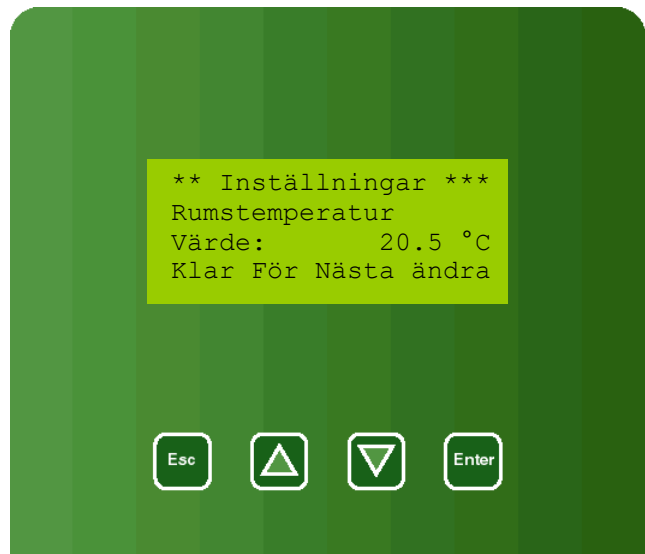 ** Inställningar ***
Rumstemperatur
Värde: 20.5 °C
Klar För Nästa ändra
Esc
Enter